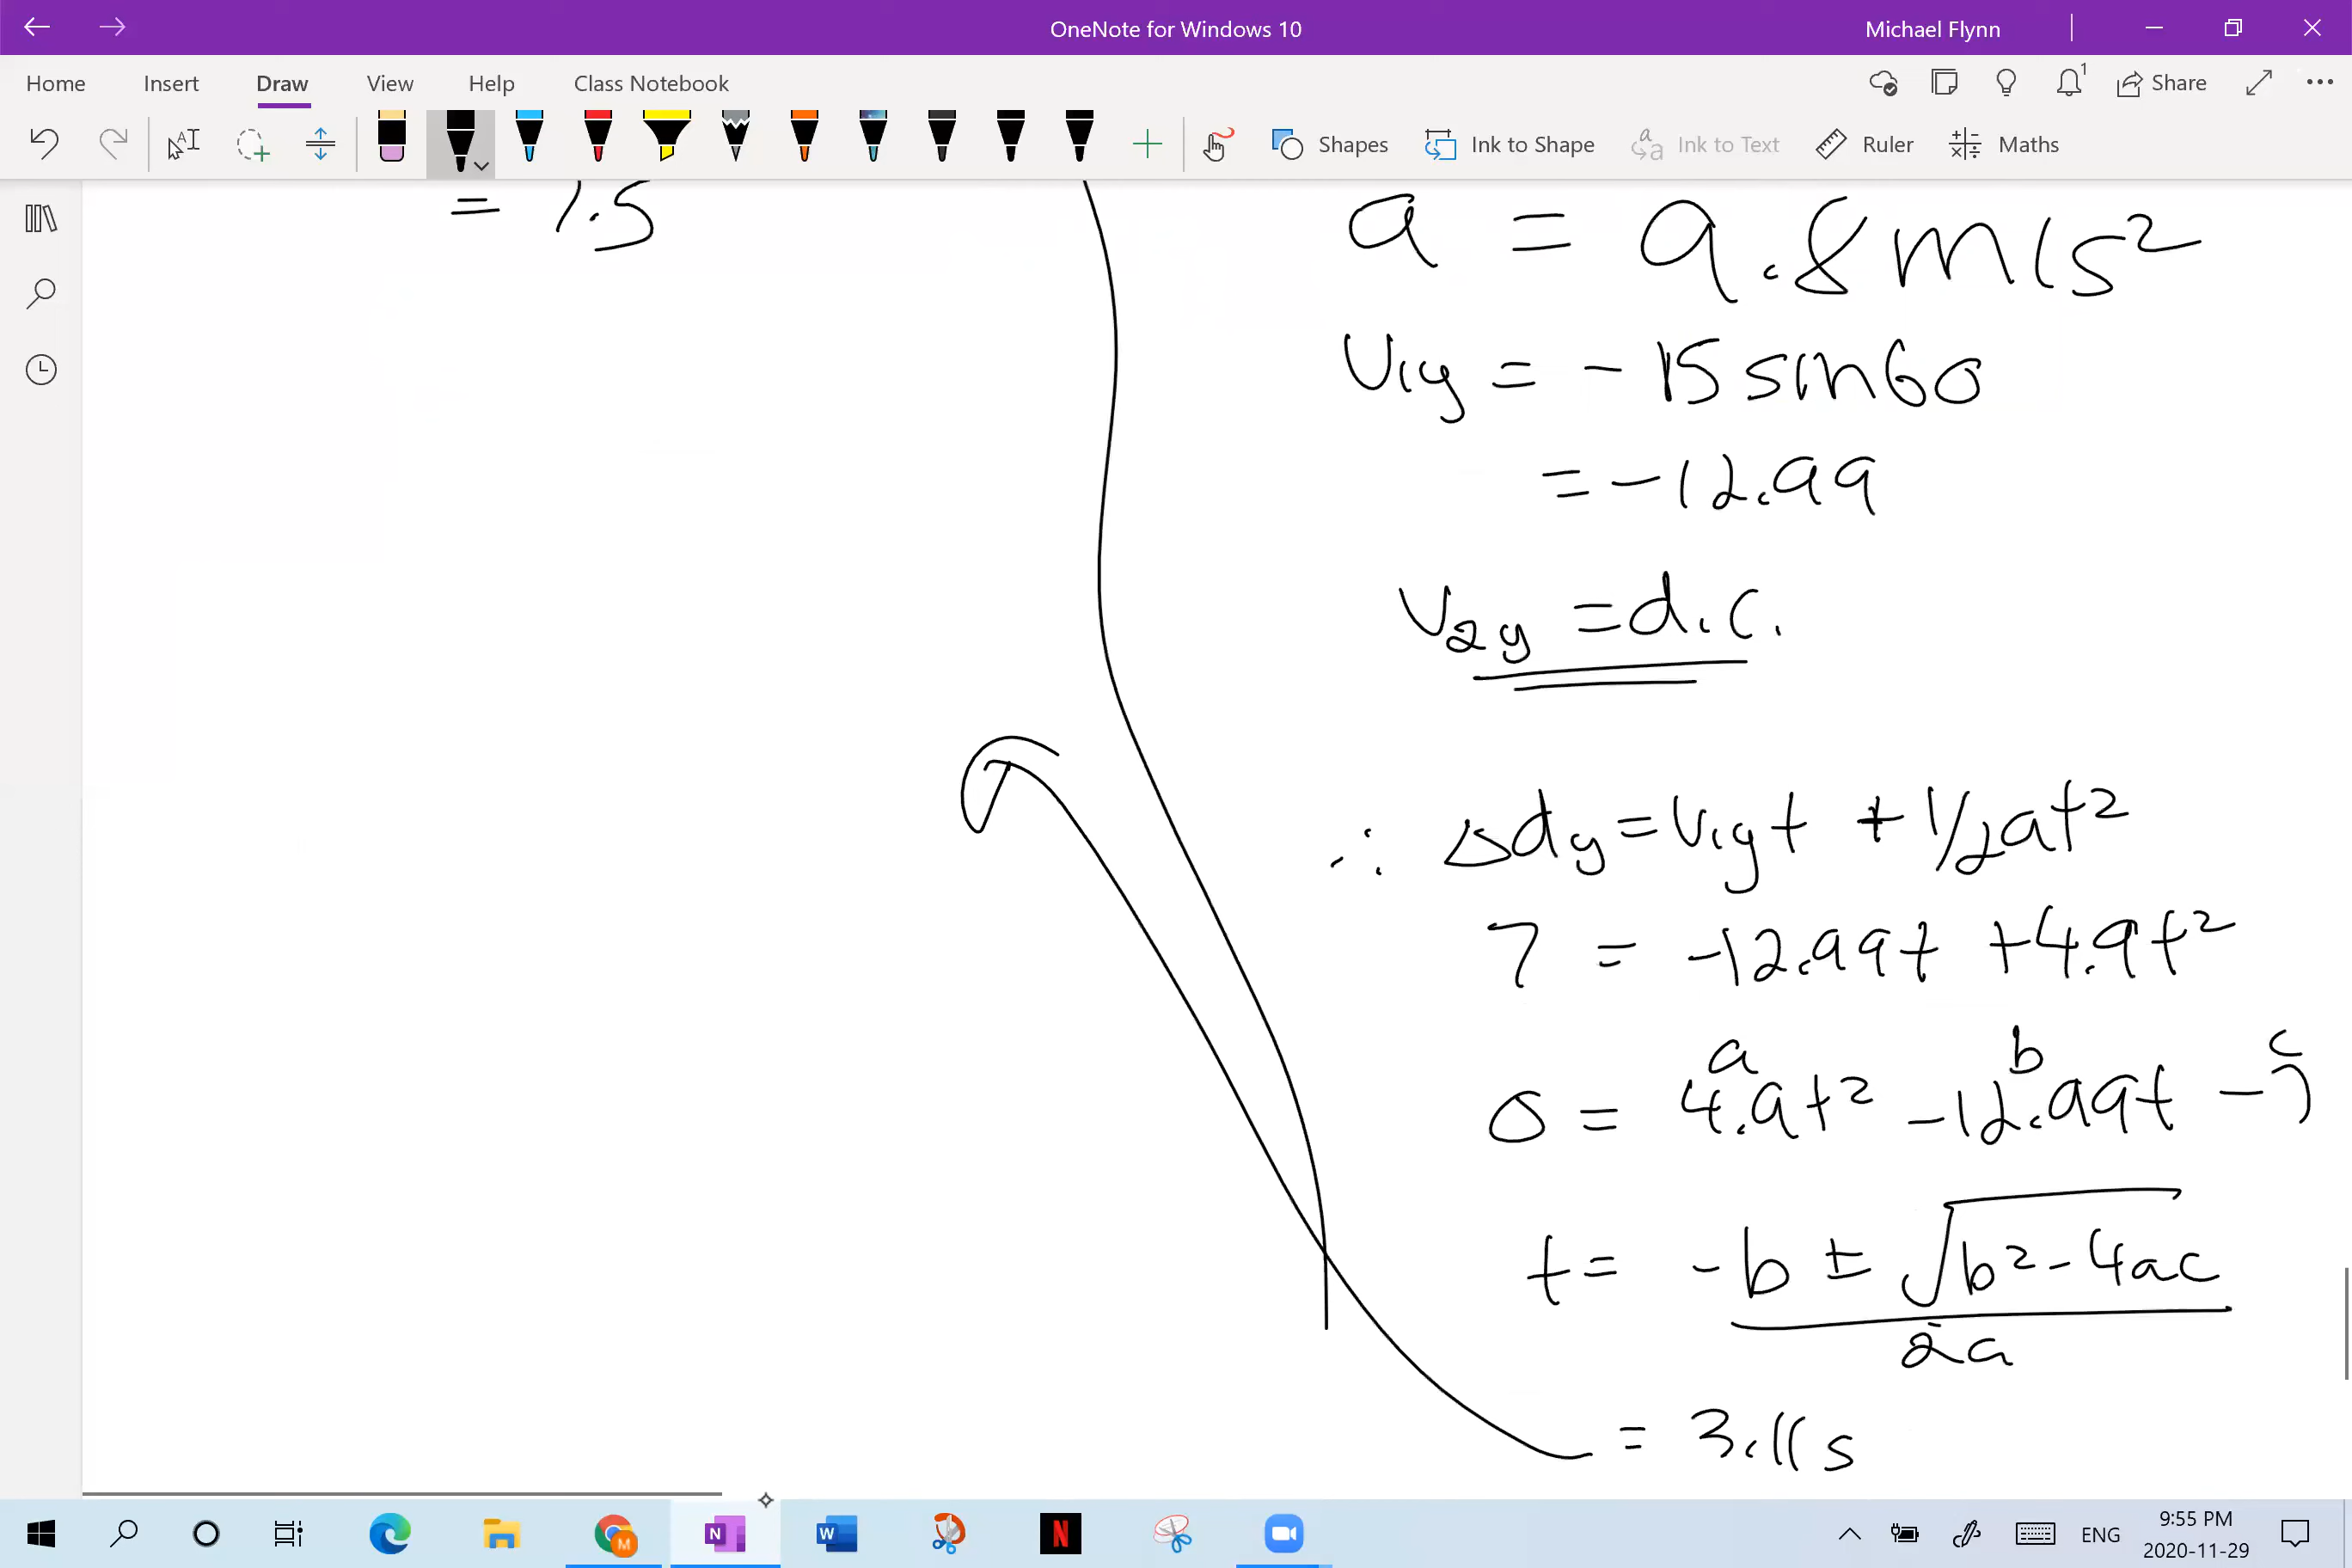 OneNote for Windows 10
Michael Flynn
Home Insert Draw View Help Class Notebook
1 Share
Shapes Ink to Shape Ink to Text Ruler Maths
= 7.5
a = 9.8 m/s²
V₁y = - 15 sin60
= -12.99
V₂y = d.c.
∴ Δdy = V₁yt + 1/2at²
7 = -12.99t +4.9t²
a b c
0 = 4.9t² -12.99t -7
t = -b ± √b² - 4ac
2a
= 3.11s
ENG
9:55 PM
2020-11-29